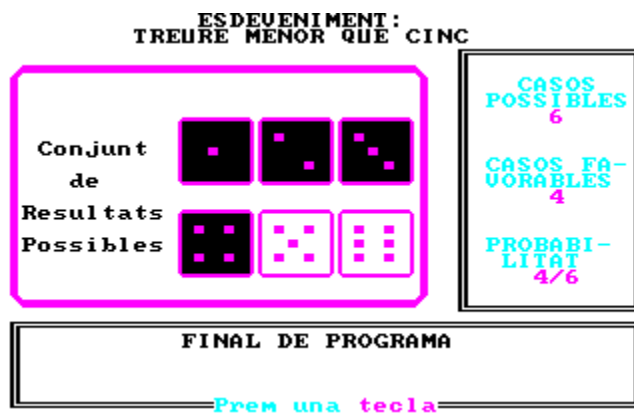 ESDEVENIMENT:
TREURE MENOR QUE CINC
Conjunt
de
Resultats
Possibles
CASOS
POSSIBLES
6
CASOS FA-
VORABLES
4
PROBABI-
LITAT
4/6
FINAL DE PROGRAMA
Prem una tecla